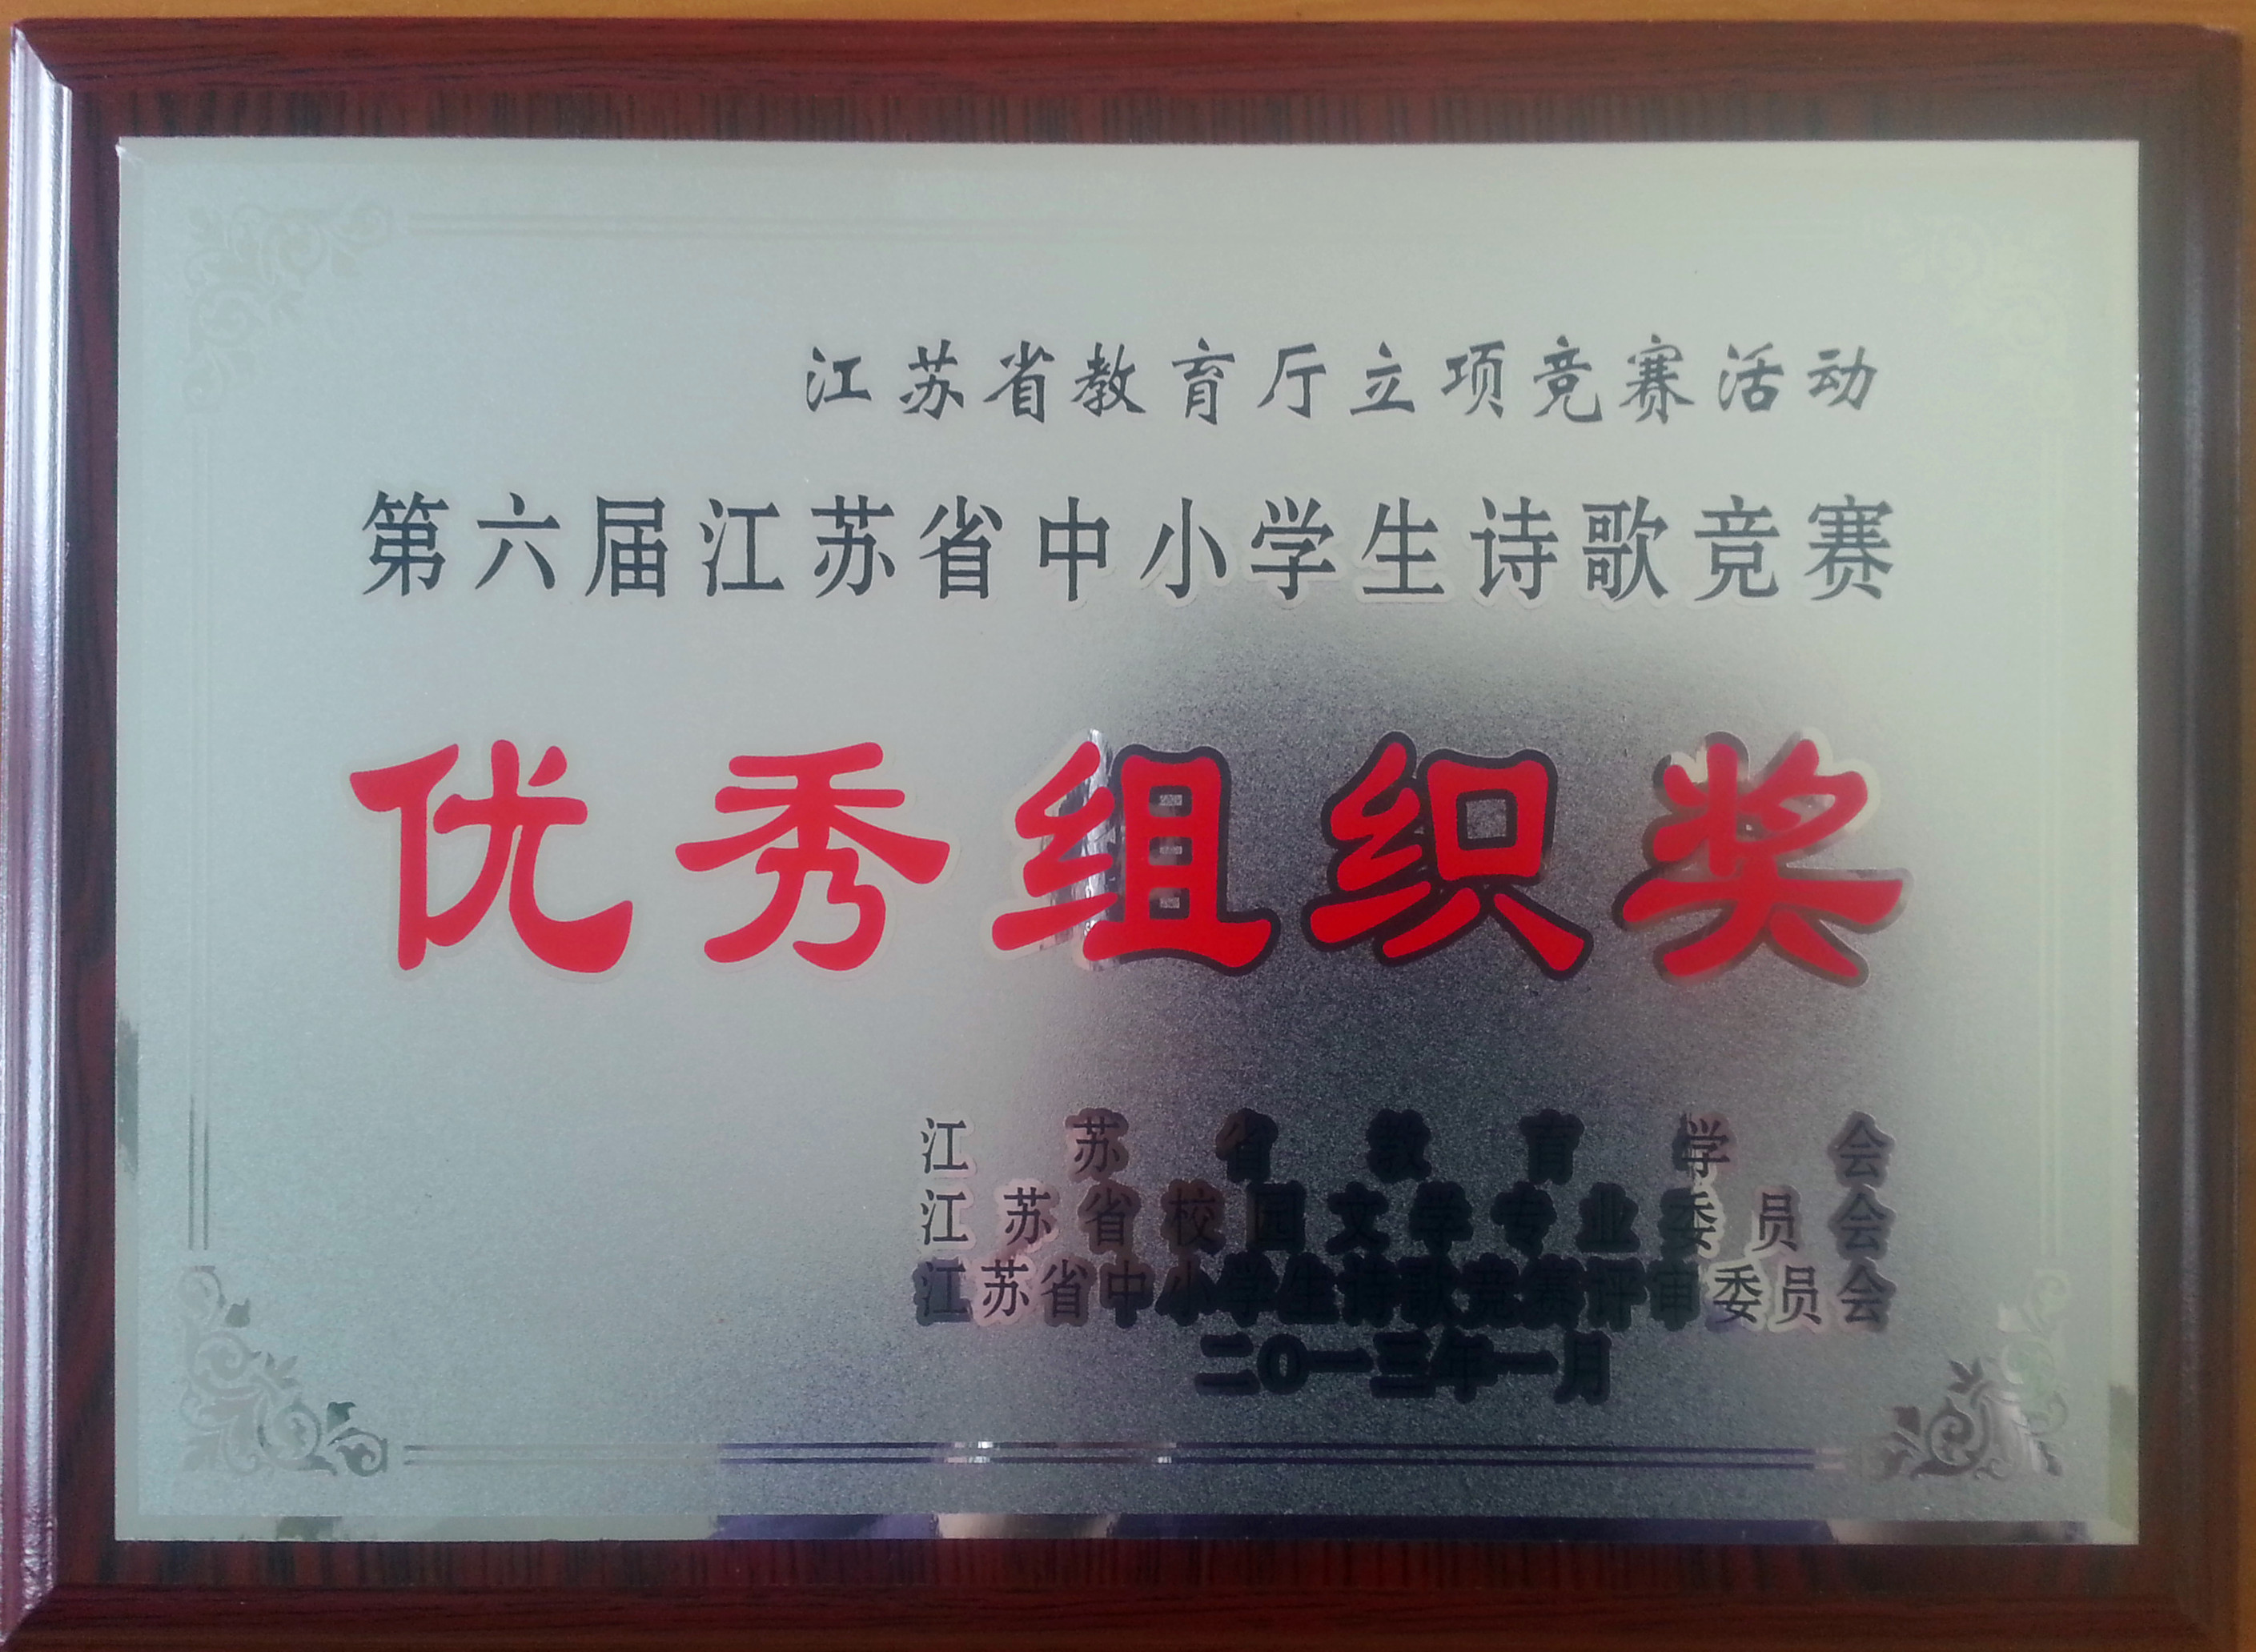 江苏省教育厅立项竞赛活动
第六届江苏省中小学生诗歌竞赛
优秀组织奖
江苏省教育学会
江苏省校园文学专业委员会
江苏省中小学生诗歌竞赛评审委员会
二〇一三年一月